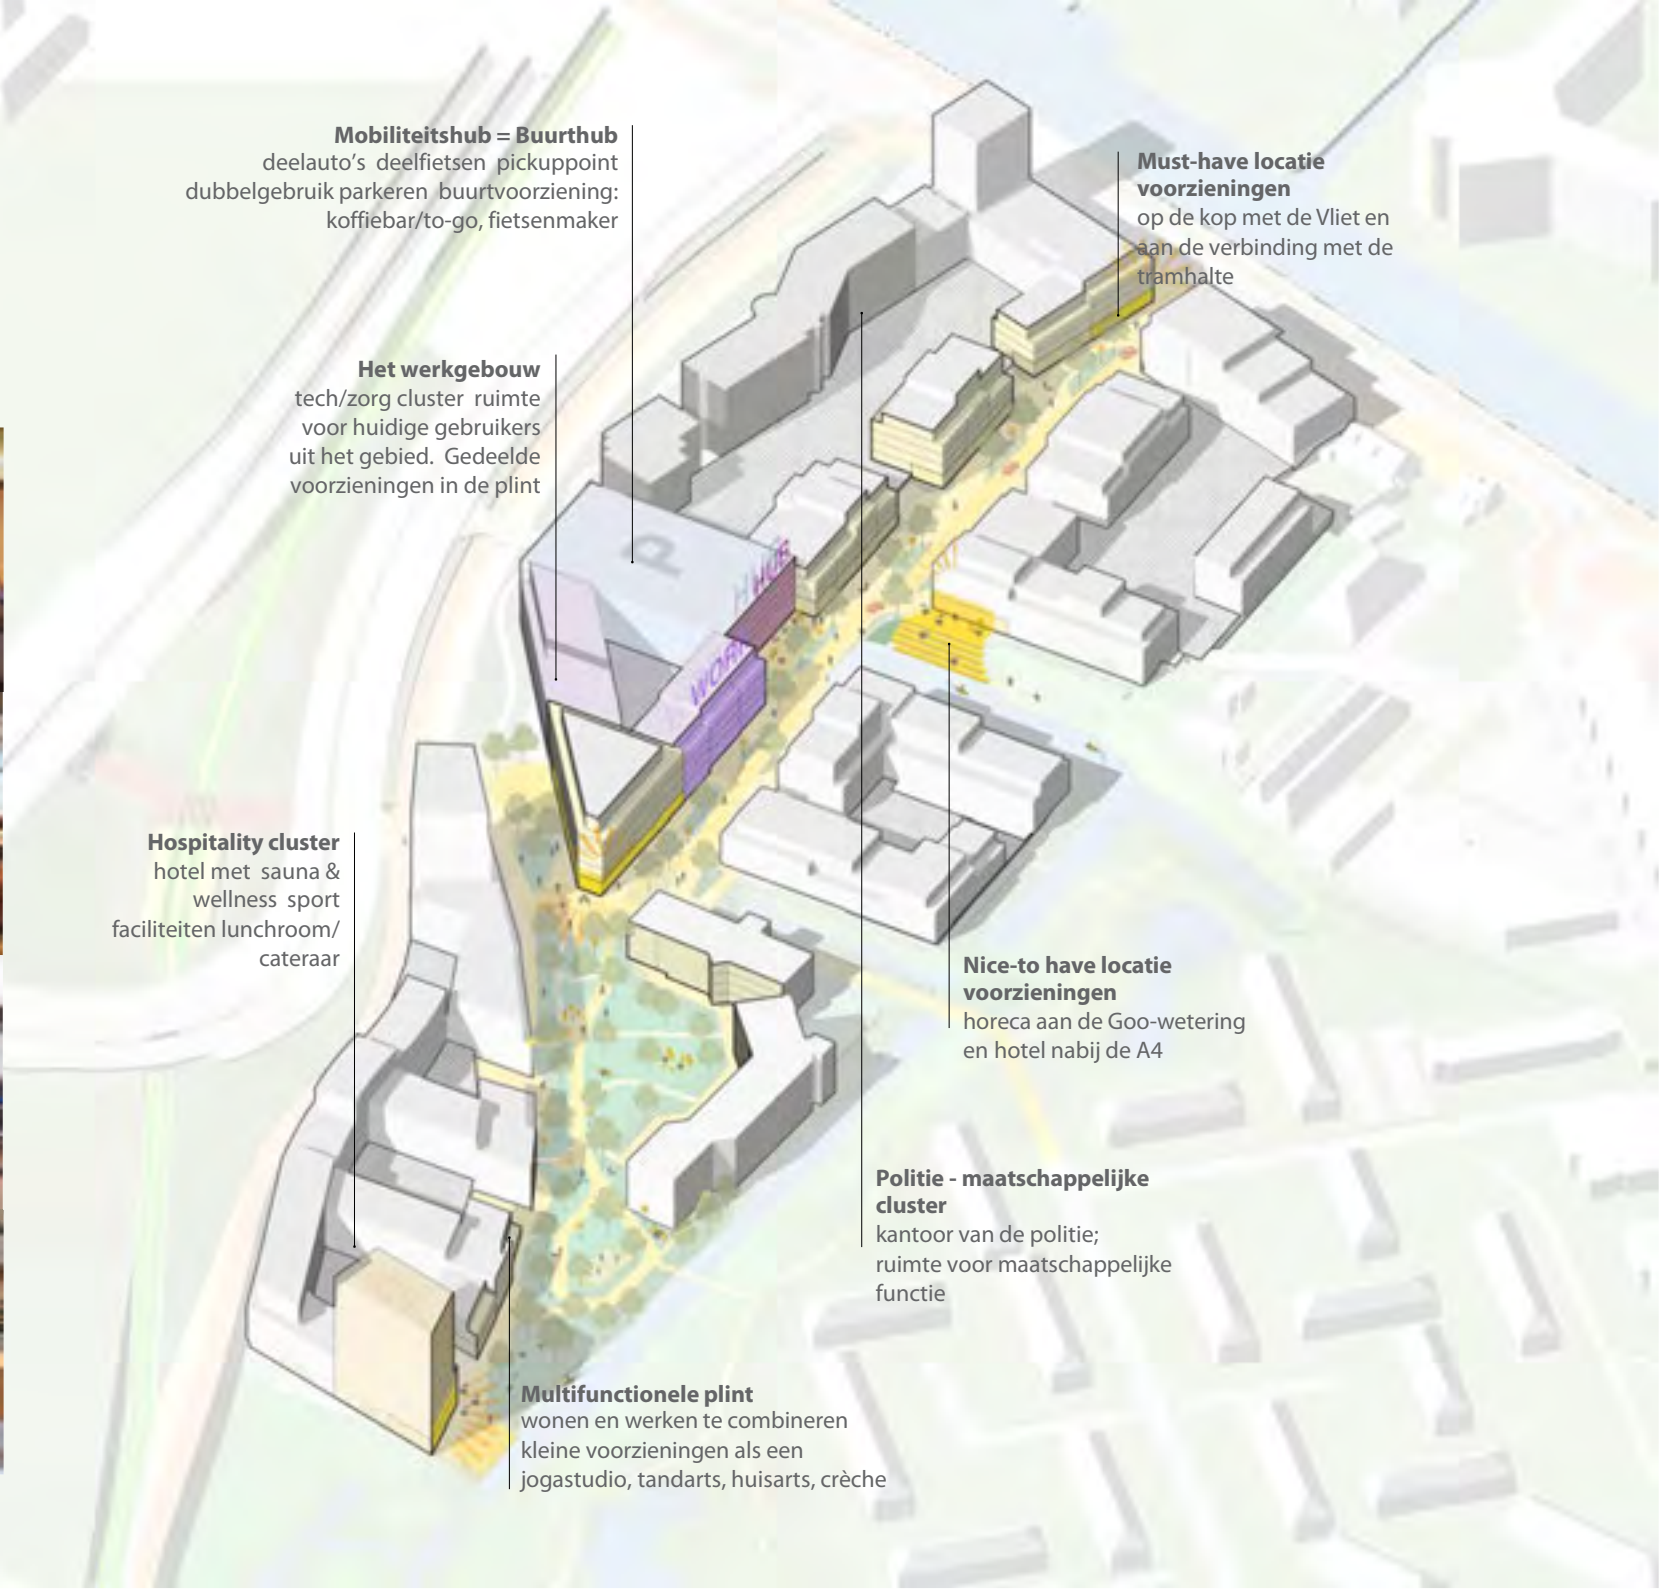 Mobiliteitshub = Buurthub
deelauto's deelfietsen pickuppoint
dubbelgebruik parkeren buurtvoorziening:
koffiebar/to-go, fietsenmaker
Must-have locatie
voorzieningen
op de kop met de Vliet en
aan de verbinding met de
tramhalte
Het werkgebouw
tech/zorg cluster ruimte
voor huidige gebruikers
uit het gebied. Gedeelde
voorzieningen in de plint
P
HUB
WORK
Hospitality cluster
hotel met sauna &
wellness sport
faciliteiten lunchroom/
cateraar
Nice-to have locatie
voorzieningen
horeca aan de Goo-wetering
en hotel nabij de A4
Politie - maatschappelijke
cluster
kantoor van de politie;
ruimte voor maatschappelijke
functie
Multifunctionele plint
wonen en werken te combineren
kleine voorzieningen als een
jogastudio, tandarts, huisarts, crèche